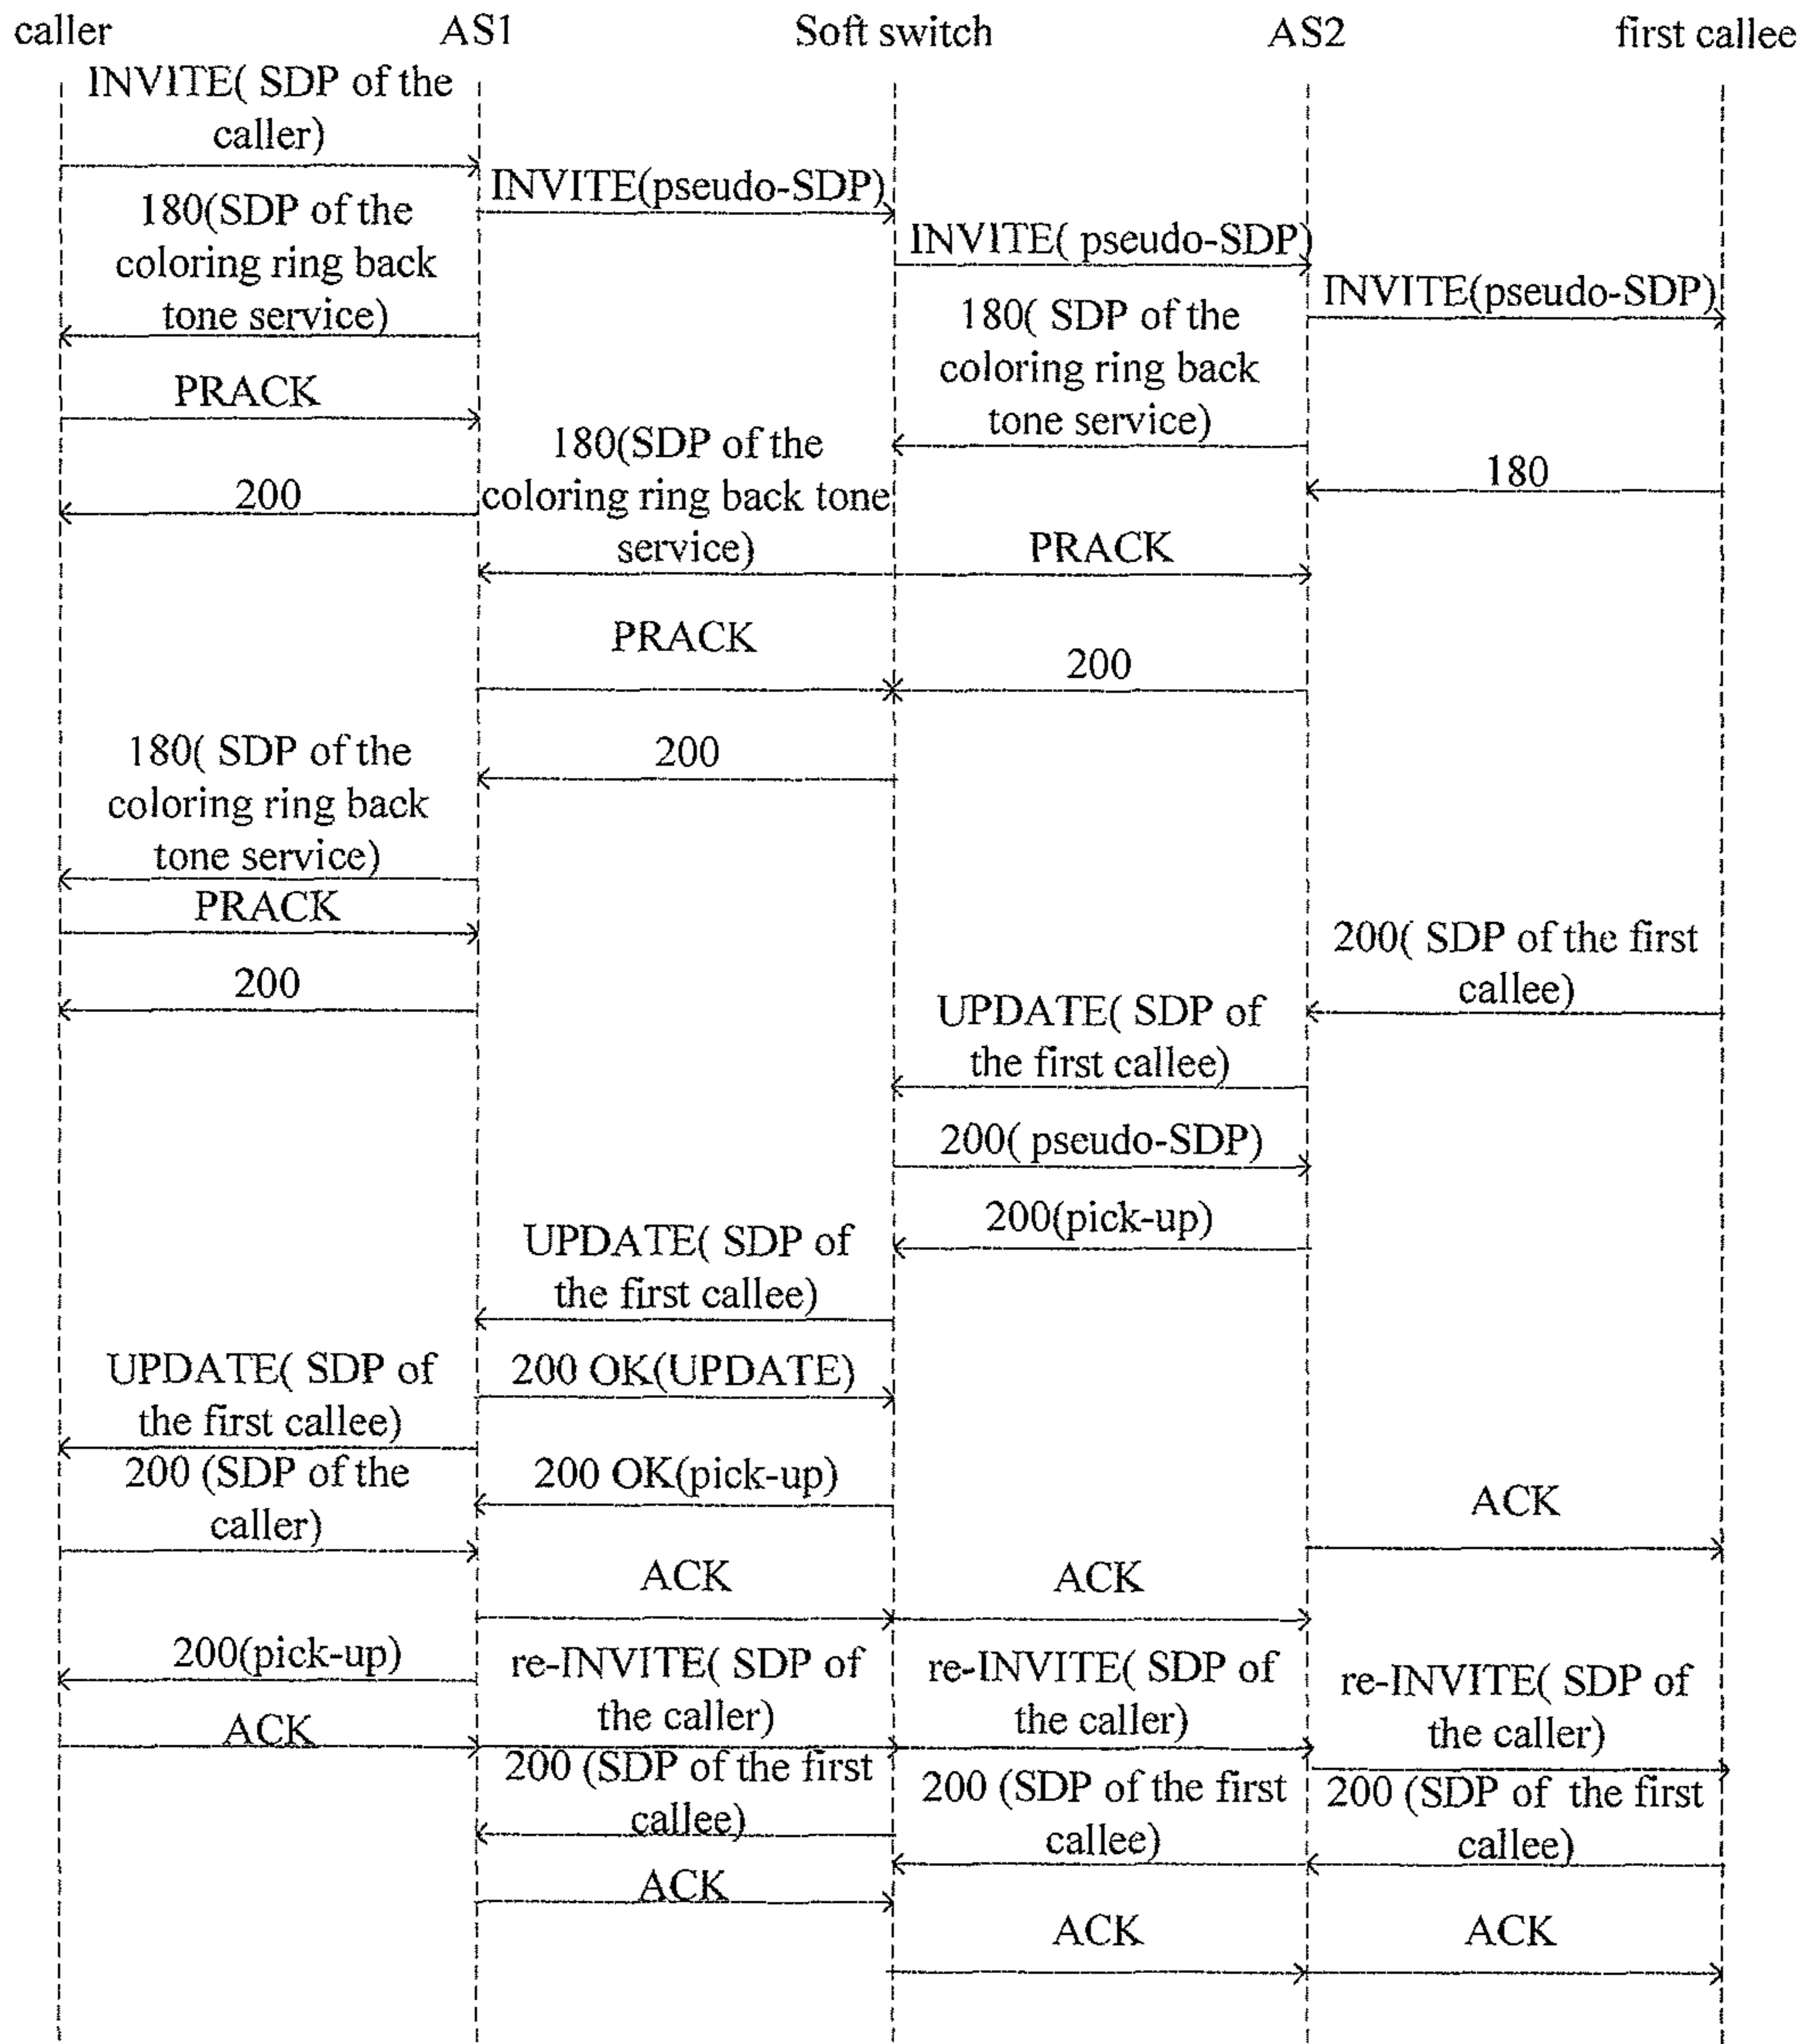 caller AS1 Soft switch AS2 first callee
INVITE( SDP of the
caller)
INVITE(pseudo-SDP)
180(SDP of the
coloring ring back
tone service)
INVITE( pseudo-SDP)
INVITE(pseudo-SDP)
180( SDP of the
coloring ring back
tone service)
PRACK
180(SDP of the
coloring ring back tone
service)
180
200
PRACK
PRACK
200
180( SDP of the
coloring ring back
tone service)
200
PRACK
200( SDP of the first
callee)
200
UPDATE( SDP of
the first callee)
200( pseudo-SDP)
200(pick-up)
UPDATE( SDP of
the first callee)
UPDATE( SDP of
the first callee)
200 OK(UPDATE)
200 (SDP of the
caller)
200 OK(pick-up)
ACK
ACK
ACK
200(pick-up)
re-INVITE( SDP of
the caller)
re-INVITE( SDP of
the caller)
re-INVITE( SDP of
the caller)
ACK
200 (SDP of the first
callee)
200 (SDP of the first
callee)
200 (SDP of the first
callee)
ACK
ACK
ACK